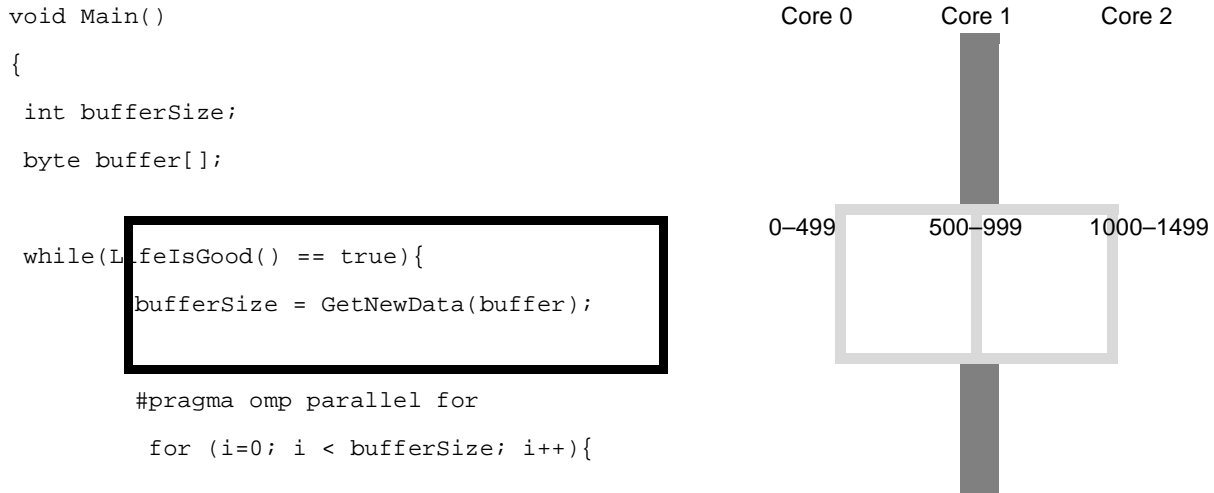 void Main()
{
int bufferSize;
byte buffer[];
while(LifeIsGood() == true){
bufferSize = GetNewData(buffer);
#pragma omp parallel for
for (i=0; i < bufferSize; i++){
Core 0 Core 1 Core 2
0–499 500–999 1000–1499